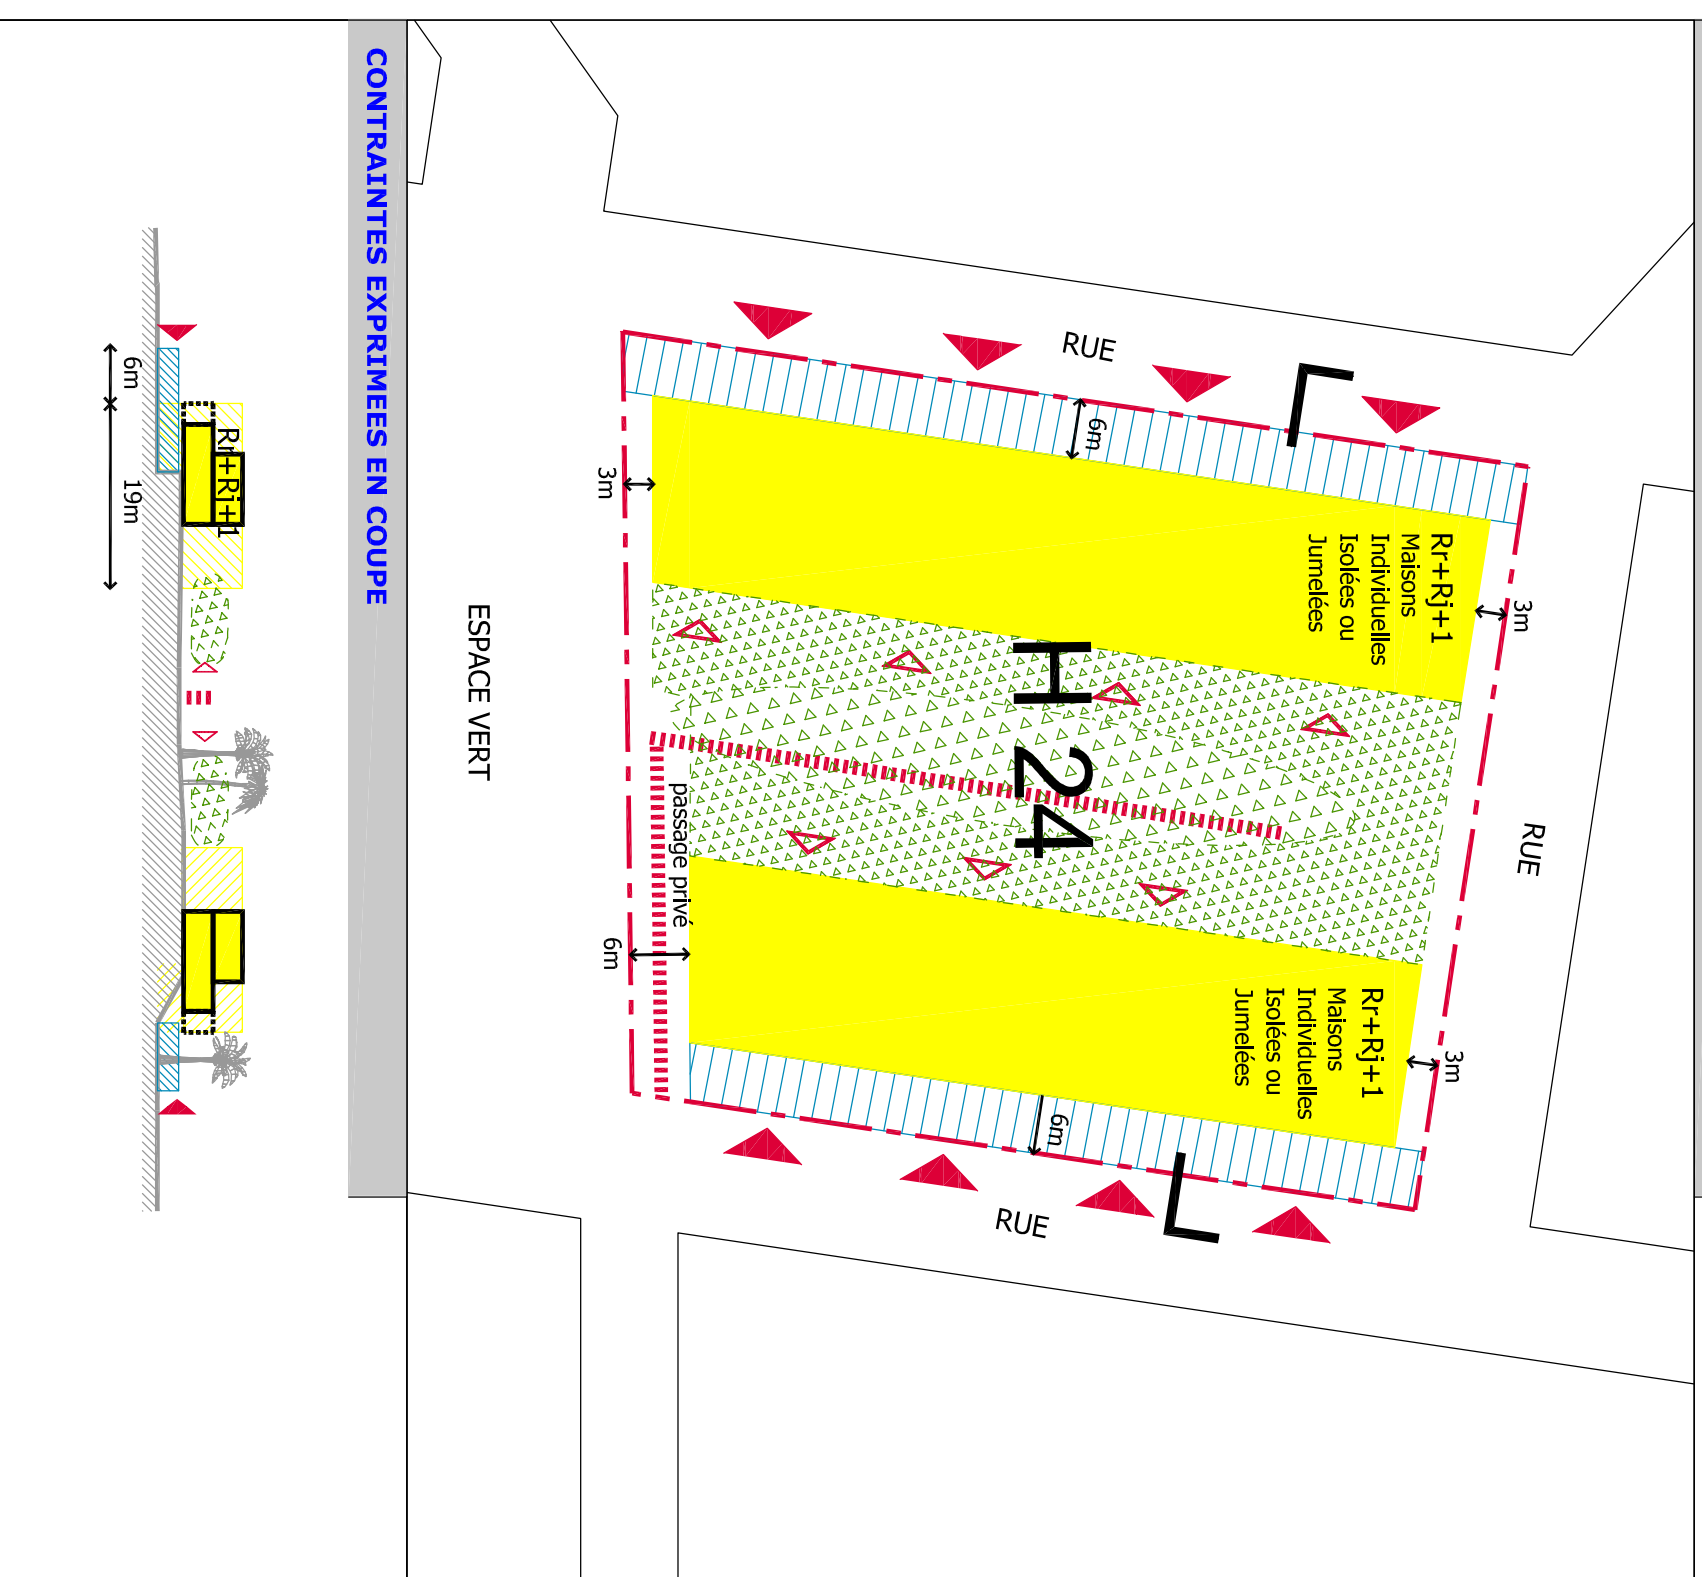 RUE
6m
3m
Rr+Rj+1
Maisons
Individuelles
Isolées ou
Jumelées
3m
H 24
RUE
passage privé
6m
Rr+Rj+1
Maisons
Individuelles
Isolées ou
Jumelées
3m
6m
RUE
ESPACE VERT
CONTRAINTES EXPRIMEES EN COUPE
Rr+Rj+1
6m
19m